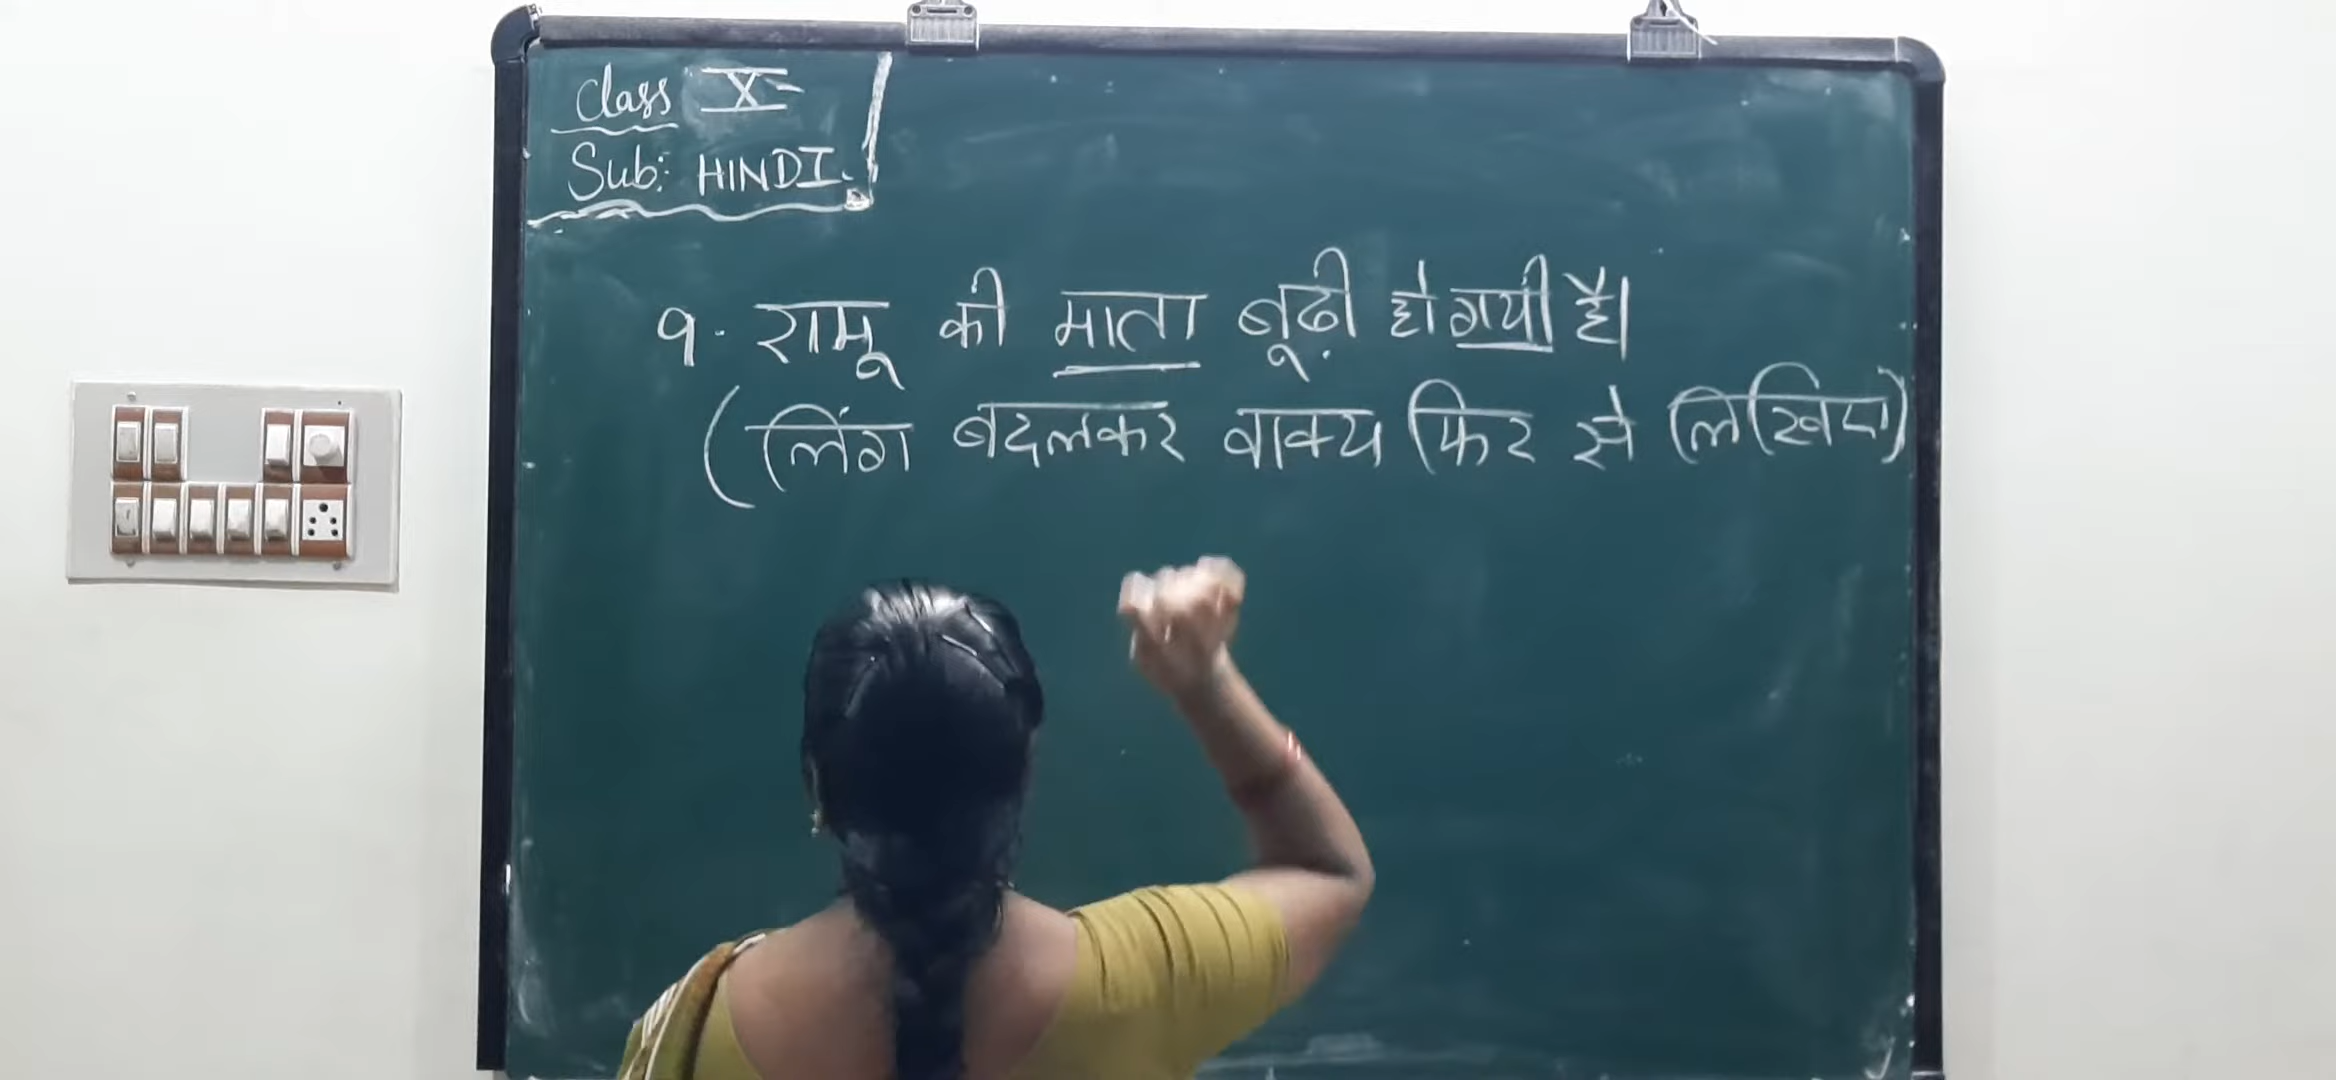 Class X
Sub: HINDI.
१. रामू की माता बूढ़ी हो गयी है।
(लिंग बदलकर वाक्य फिर से लिखिए)